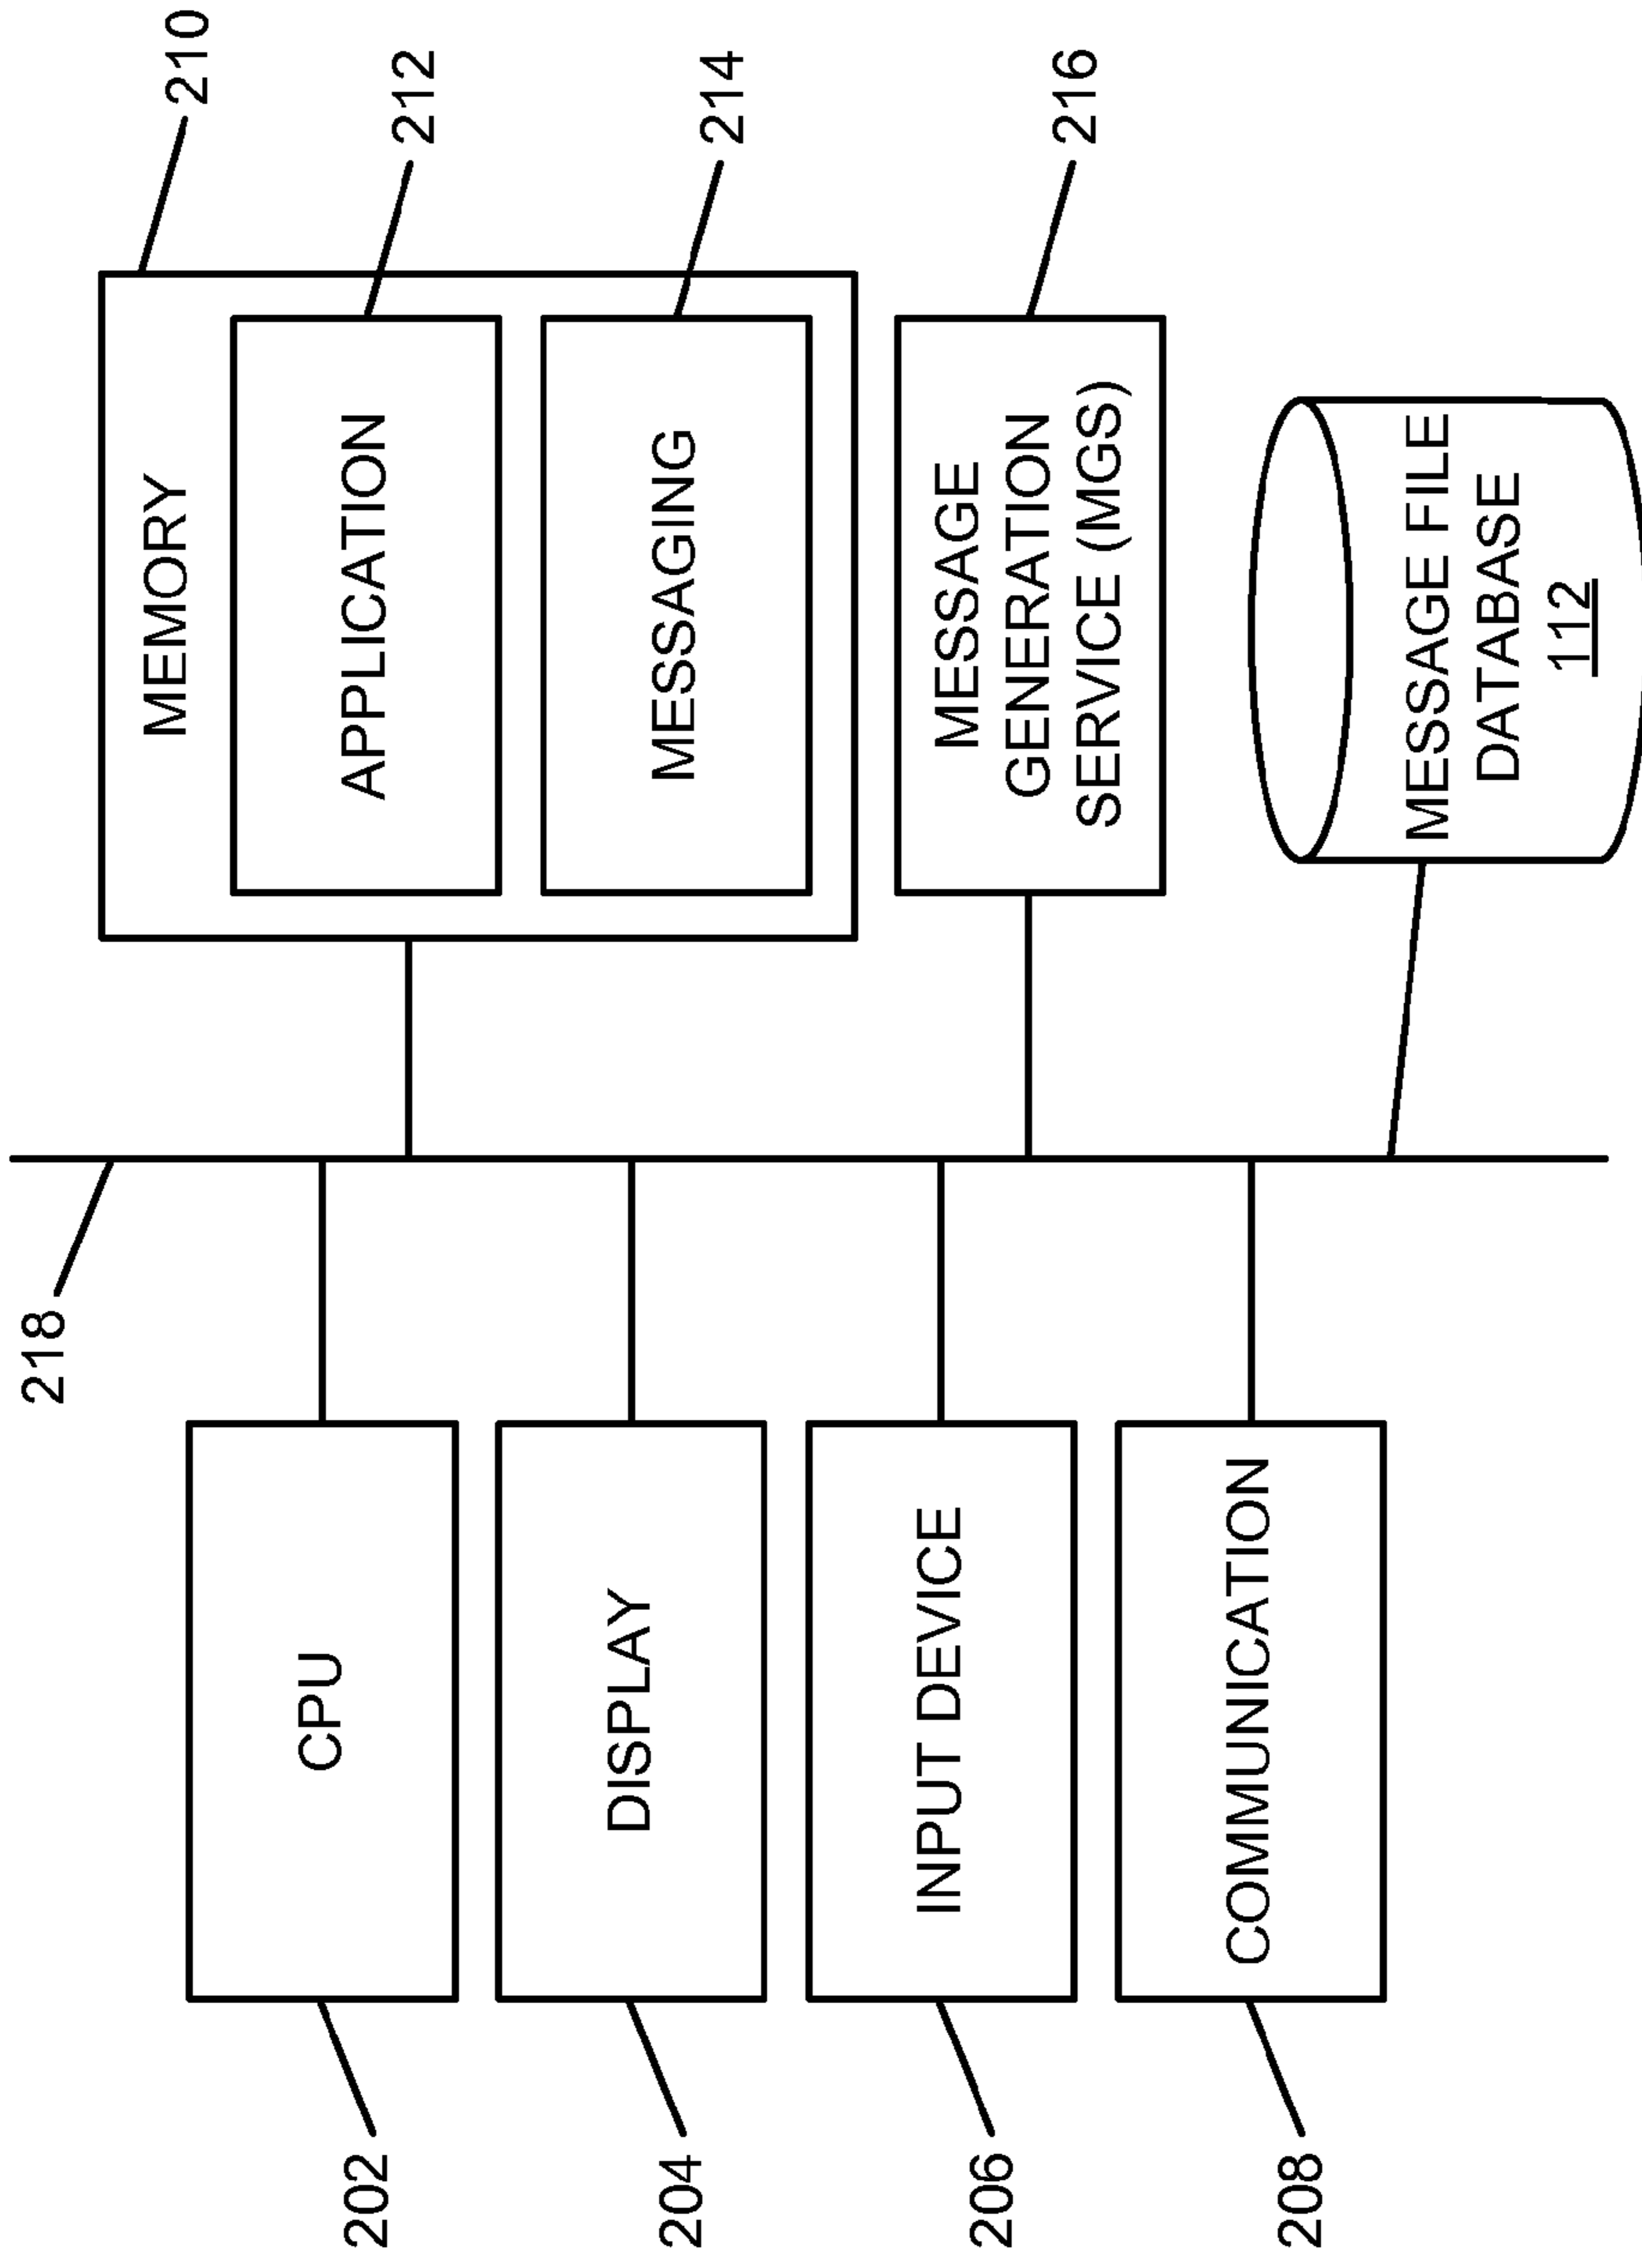 218
210
MEMORY
202
CPU
APPLICATION
212
204
DISPLAY
MESSAGING
214
206
INPUT DEVICE
MESSAGE
GENERATION
SERVICE (MGS)
216
208
COMMUNICATION
MESSAGE FILE
DATABASE
112